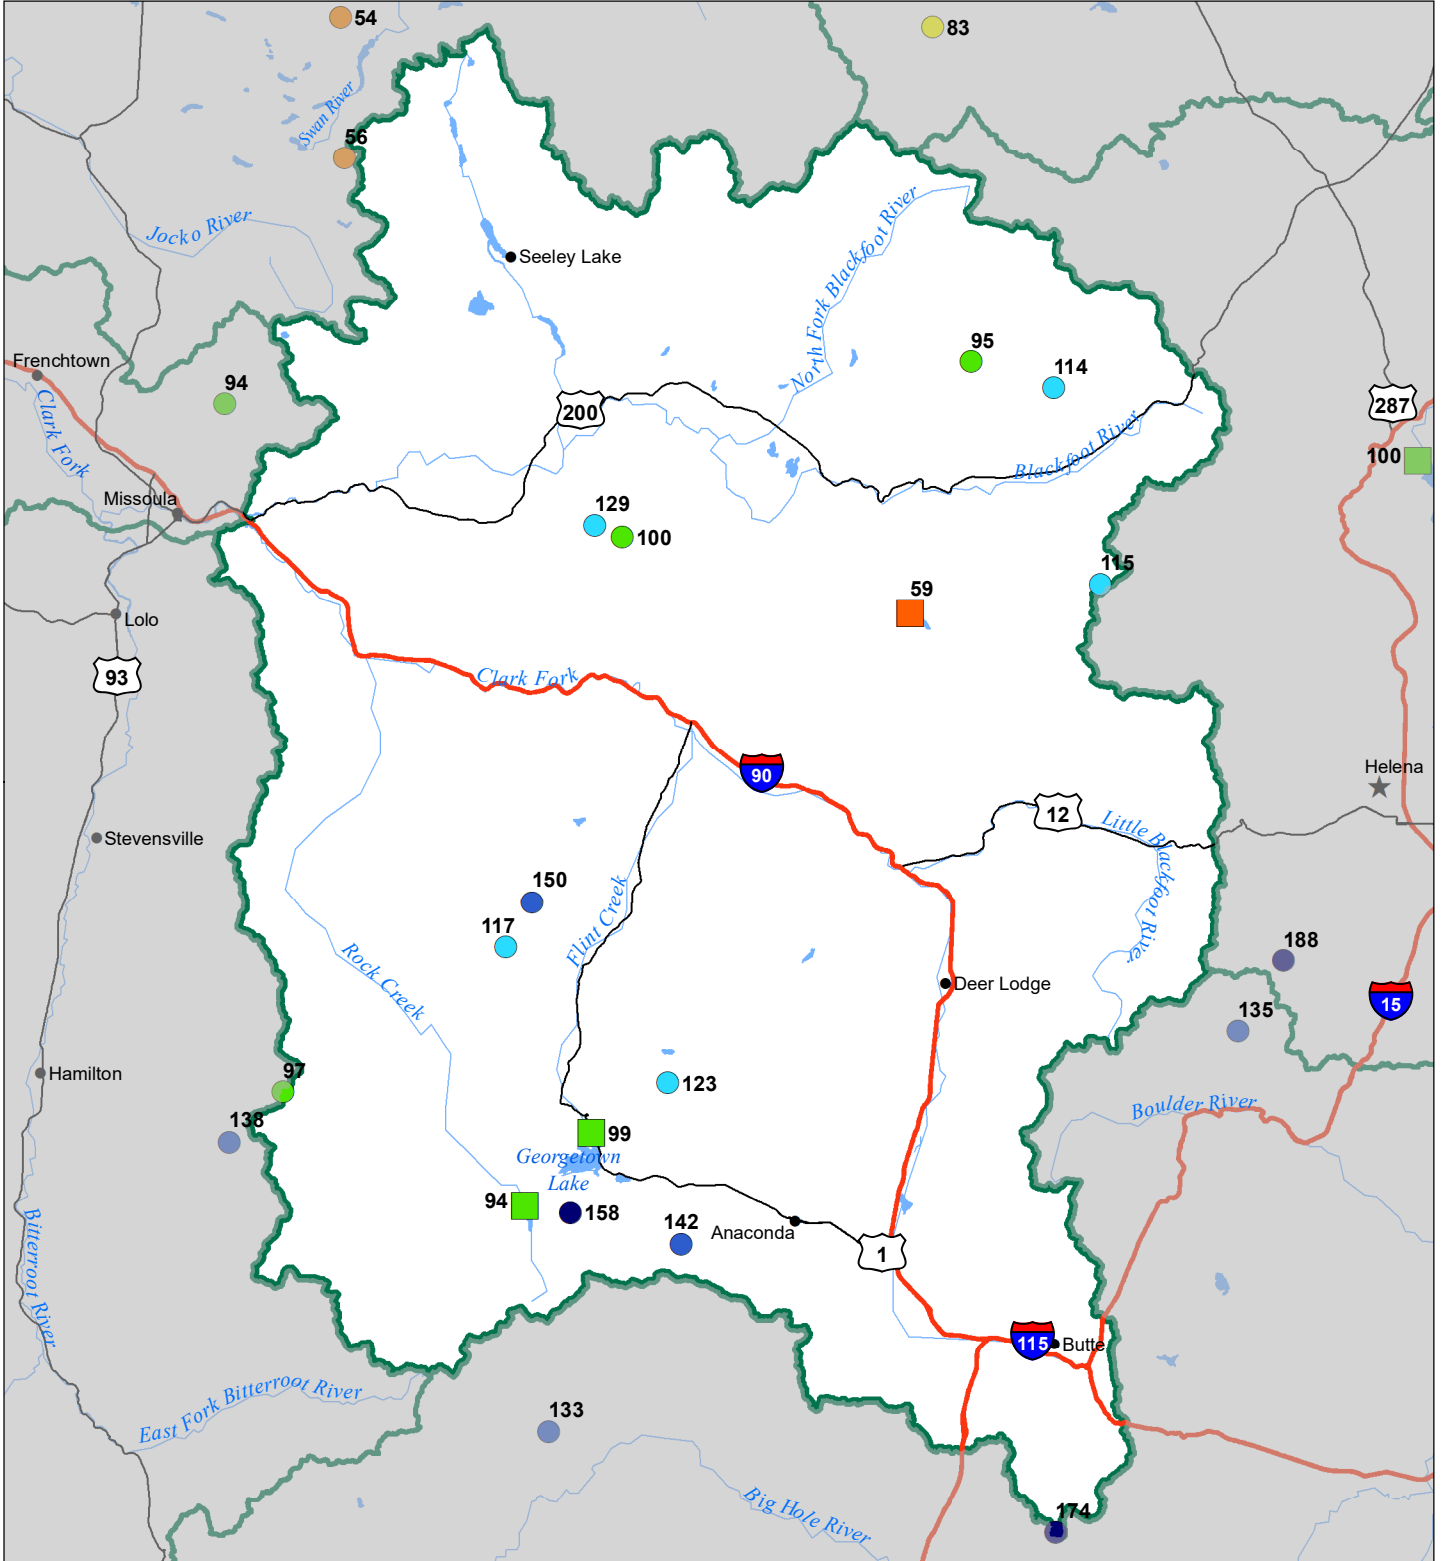 54
83
Swan River
56
Jocko River
North Fork Blackfoot River
Seeley Lake
95
Frenchtown
114
94
Clark Fork
200
287
Blackfoot River
100
Missoula
129
100
115
59
Lolo
93
Clark Fork
90
Helena
12
Little Blackfoot River
Stevensville
150
Flint Creek
117
188
Rock Creek
Deer Lodge
15
135
97
Hamilton
123
Boulder River
138
99
Georgetown
Lake
94
158
142
Anaconda
1
Bitterroot River
115
Butte
East Fork Bitterroot River
133
Big Hole River
174